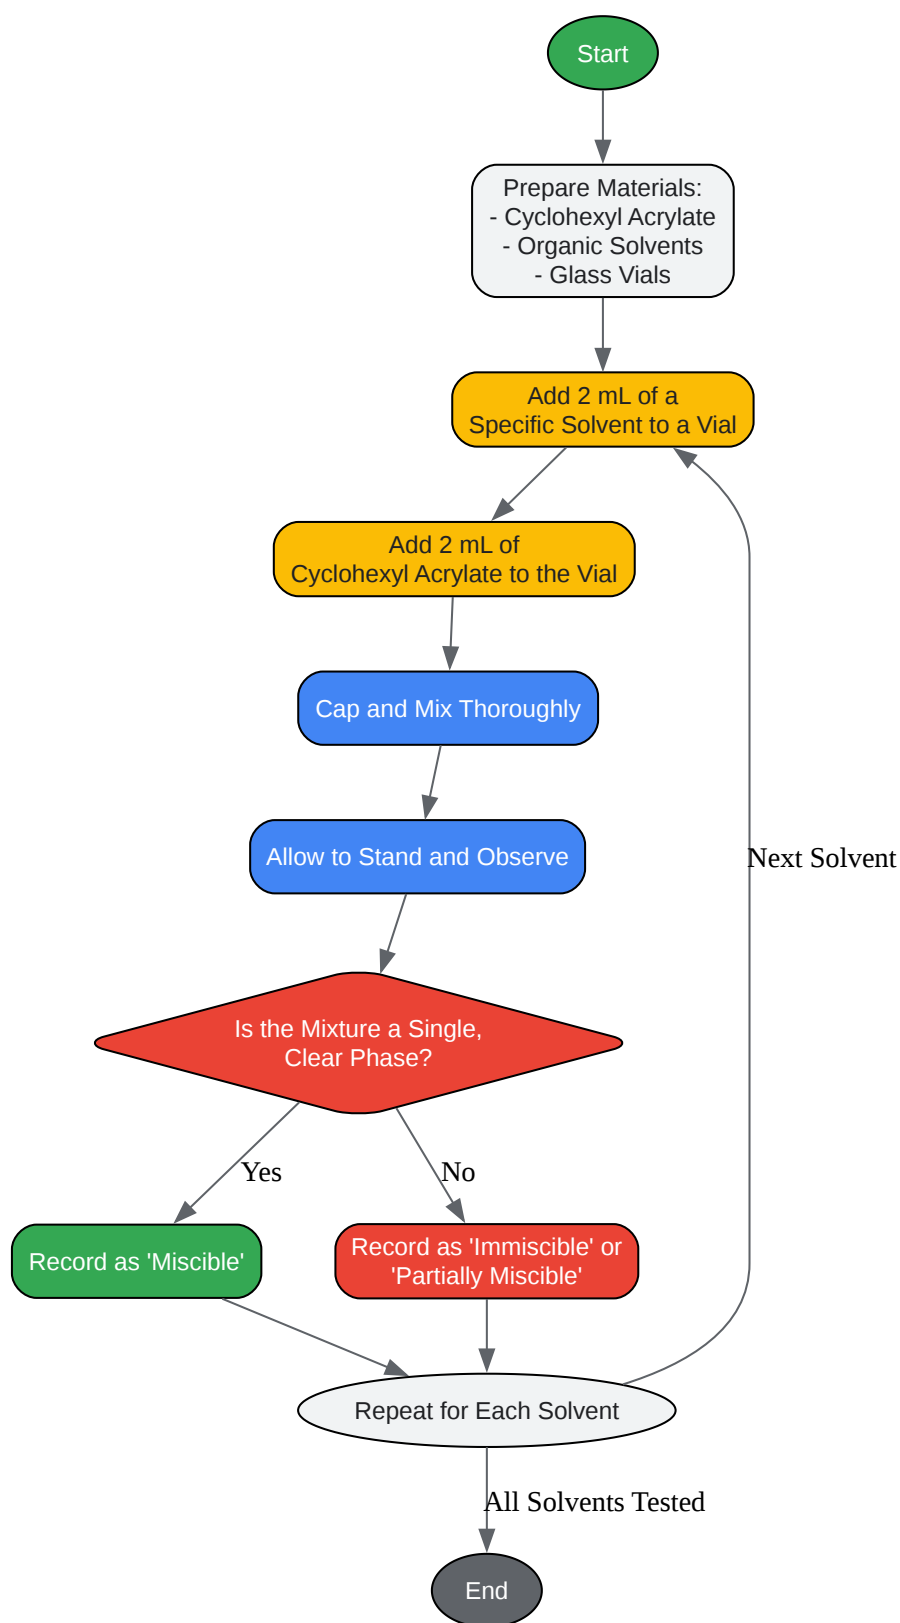 Start
Prepare Materials:
- Cyclohexyl Acrylate
- Organic Solvents
- Glass Vials
Add 2 mL of a
Specific Solvent to a Vial
Add 2 mL of
Cyclohexyl Acrylate to the Vial
Cap and Mix Thoroughly
Allow to Stand and Observe
Next Solvent
Is the Mixture a Single,
Clear Phase?
Yes
No
Record as 'Miscible'
Record as 'Immiscible' or
'Partially Miscible'
Repeat for Each Solvent
All Solvents Tested
End